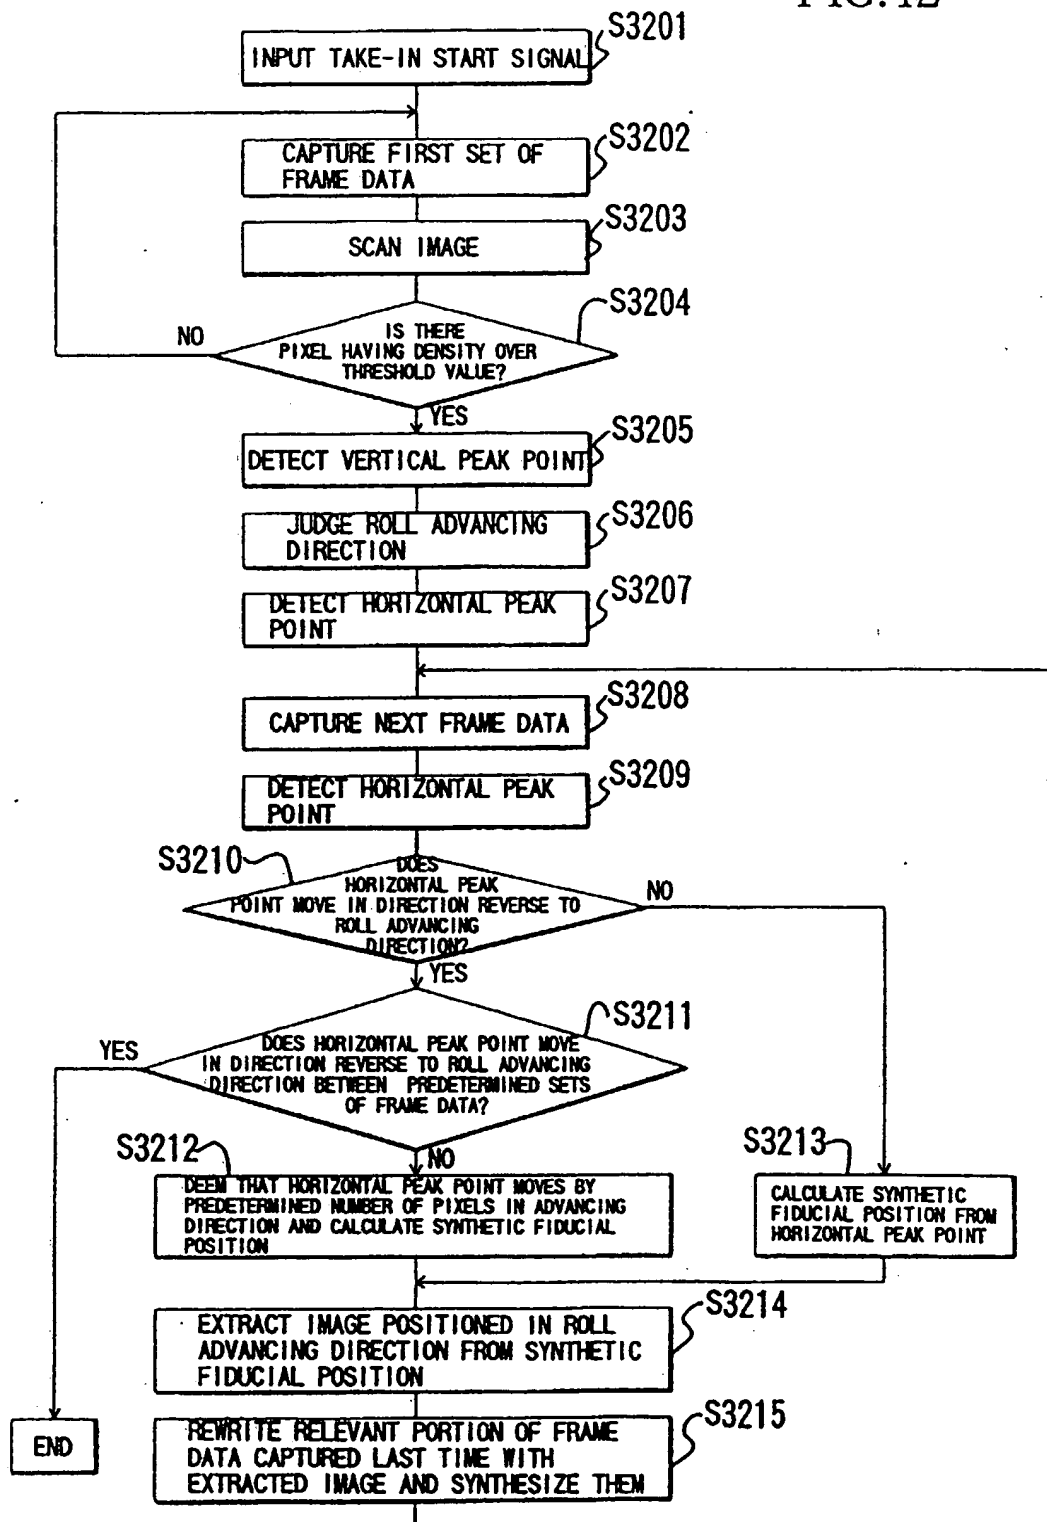 FIG.12
S3201
INPUT TAKE-IN START SIGNAL
S3202
CAPTURE FIRST SET OF
FRAME DATA
S3203
SCAN IMAGE
S3204
NO
IS THERE
PIXEL HAVING DENSITY OVER
THRESHOLD VALUE?
YES
S3205
DETECT VERTICAL PEAK POINT
S3206
JUDGE ROLL ADVANCING
DIRECTION
S3207
DETECT HORIZONTAL PEAK
POINT
S3208
CAPTURE NEXT FRAME DATA
S3209
DETECT HORIZONTAL PEAK
POINT
S3210
DOES
HORIZONTAL PEAK
POINT MOVE IN DIRECTION REVERSE TO
ROLL ADVANCING
DIRECTION?
NO
YES
S3211
YES
DOES HORIZONTAL PEAK POINT MOVE
IN DIRECTION REVERSE TO ROLL ADVANCING
DIRECTION BETWEEN PREDETERMINED SETS
OF FRAME DATA?
NO
S3212
DEEM THAT HORIZONTAL PEAK POINT MOVES BY
PREDETERMINED NUMBER OF PIXELS IN ADVANCING
DIRECTION AND CALCULATE SYNTHETIC FIDUCIAL
POSITION
S3213
CALCULATE SYNTHETIC
FIDUCIAL POSITION FROM
HORIZONTAL PEAK POINT
S3214
EXTRACT IMAGE POSITIONED IN ROLL
ADVANCING DIRECTION FROM SYNTHETIC
FIDUCIAL POSITION
S3215
REWRITE RELEVANT PORTION OF FRAME
DATA CAPTURED LAST TIME WITH
EXTRACTED IMAGE AND SYNTHESIZE THEM
END